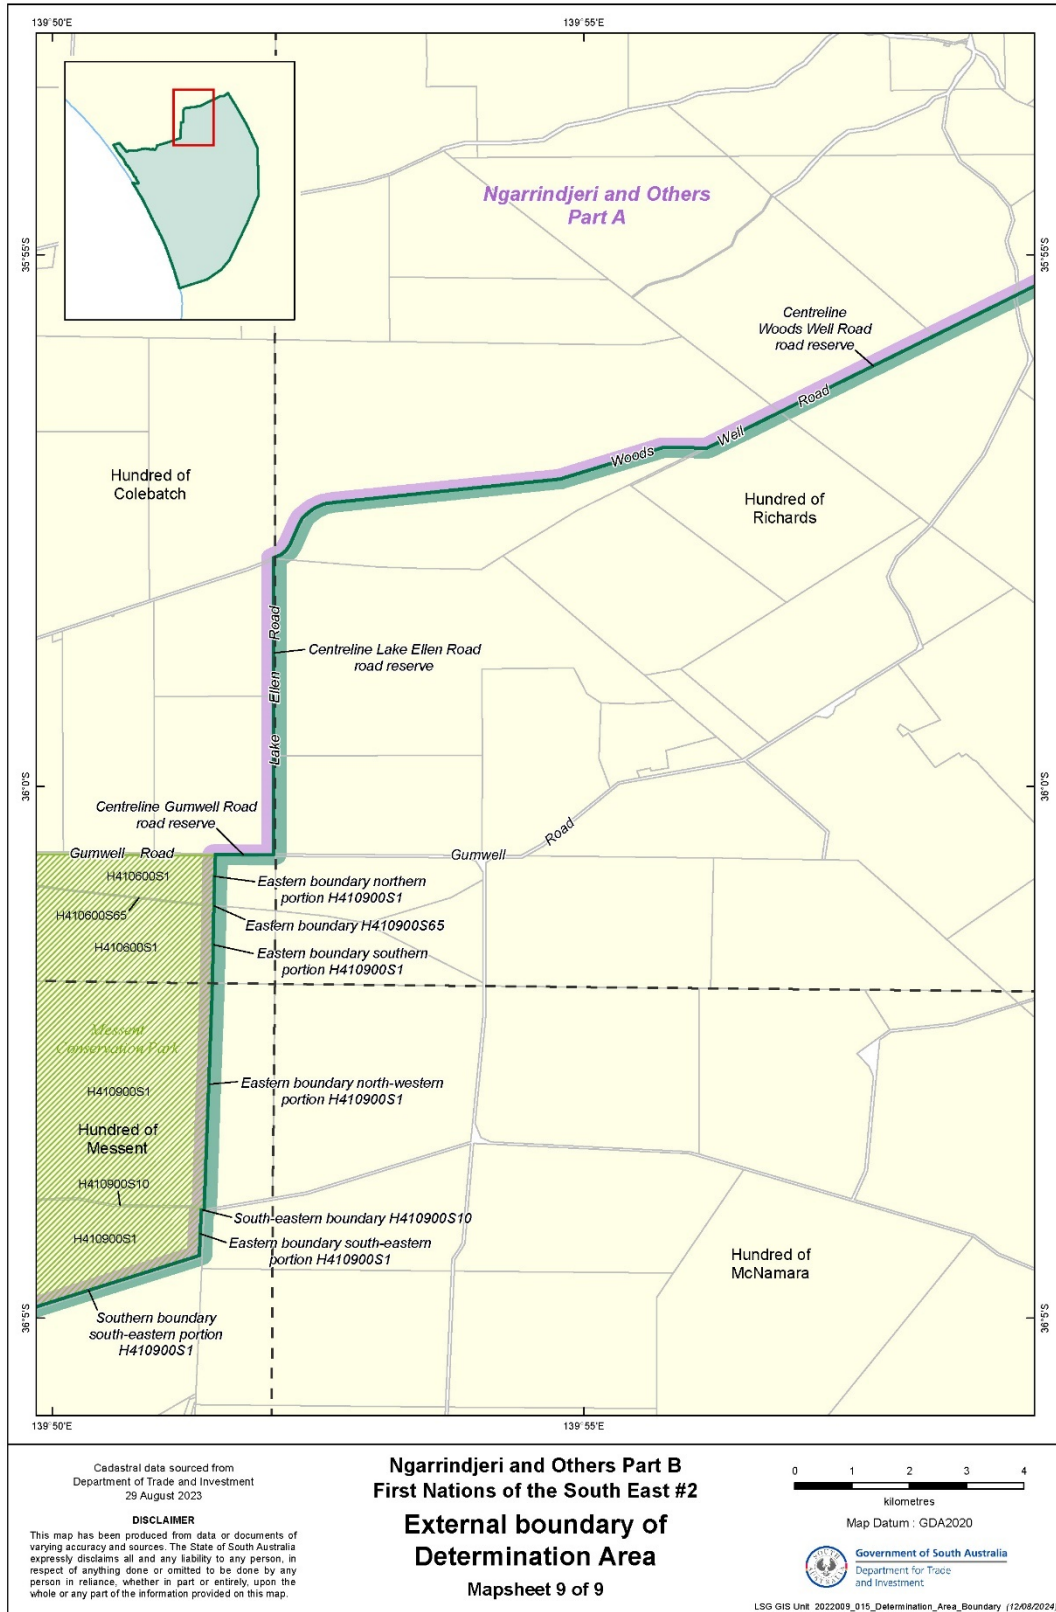 139°50'E
139°55'E
Ngarrindjeri and Others
Part A
35°55'S
35°55'S
Centreline
Woods Well Road
road reserve
Woods Well Road
Hundred of
Colebatch
Hundred of
Richards
Lake Ellen Road
Centreline Lake Ellen Road
road reserve
36°0'S
36°0'S
Centreline Gumwell Road
road reserve
Gumwell Road
Gumwell Road
H410600S1
Eastern boundary northern
portion H410900S1
H410600S65
Eastern boundary H410900S65
H410600S1
Eastern boundary southern
portion H410900S1
Messent
Conservation Park
H410900S1
Eastern boundary north-western
portion H410900S1
Hundred of
Messent
H410900S10
South-eastern boundary H410900S10
H410900S1
Eastern boundary south-eastern
portion H410900S1
Hundred of
McNamara
Southern boundary
south-eastern portion
H410900S1
36°5'S
36°5'S
139°50'E
139°55'E
Cadastral data sourced from
Department of Trade and Investment
29 August 2023
DISCLAIMER
This map has been produced from data or documents of
varying accuracy and sources. The State of South Australia
expressly disclaims all and any liability to any person, in
respect of anything done or omitted to be done by any
person in reliance, whether in part or entirely, upon the
whole or any part of the information provided on this map.
Ngarrindjeri and Others Part B
First Nations of the South East #2
External boundary of
Determination Area
Mapsheet 9 of 9
0 1 2 3 4
kilometres
Map Datum : GDA2020
Government of South Australia
Department for Trade
and Investment
LSG GIS Unit 2022009_015_Determination_Area_Boundary (12/08/2024)